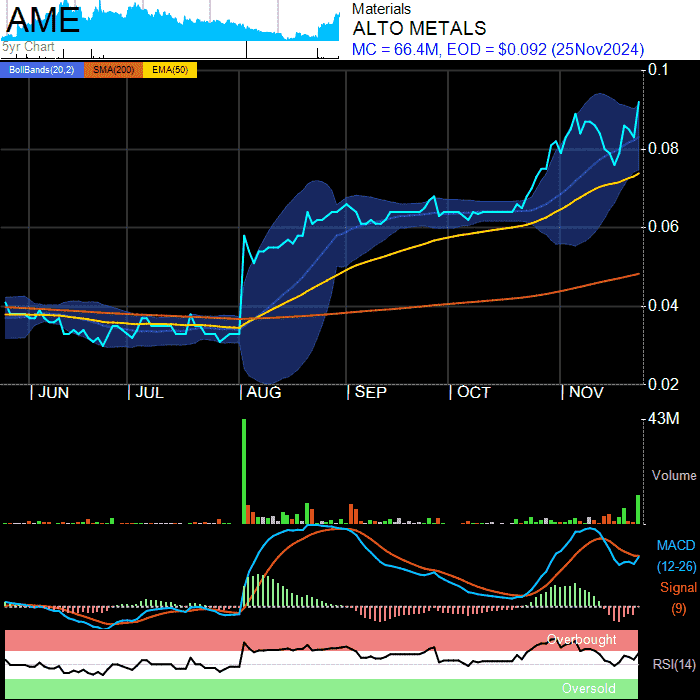 AME
5yr Chart
Materials
ALTO METALS
MC = 66.4M, EOD = $0.092 (25Nov2024)
BollBands(20,2) SMA(200) EMA(50)
0.1
0.08
0.06
0.04
0.02
JUN JUL AUG SEP OCT NOV
43M
Volume
MACD
(12-26)
Signal
(9)
Overbought
RSI(14)
Oversold